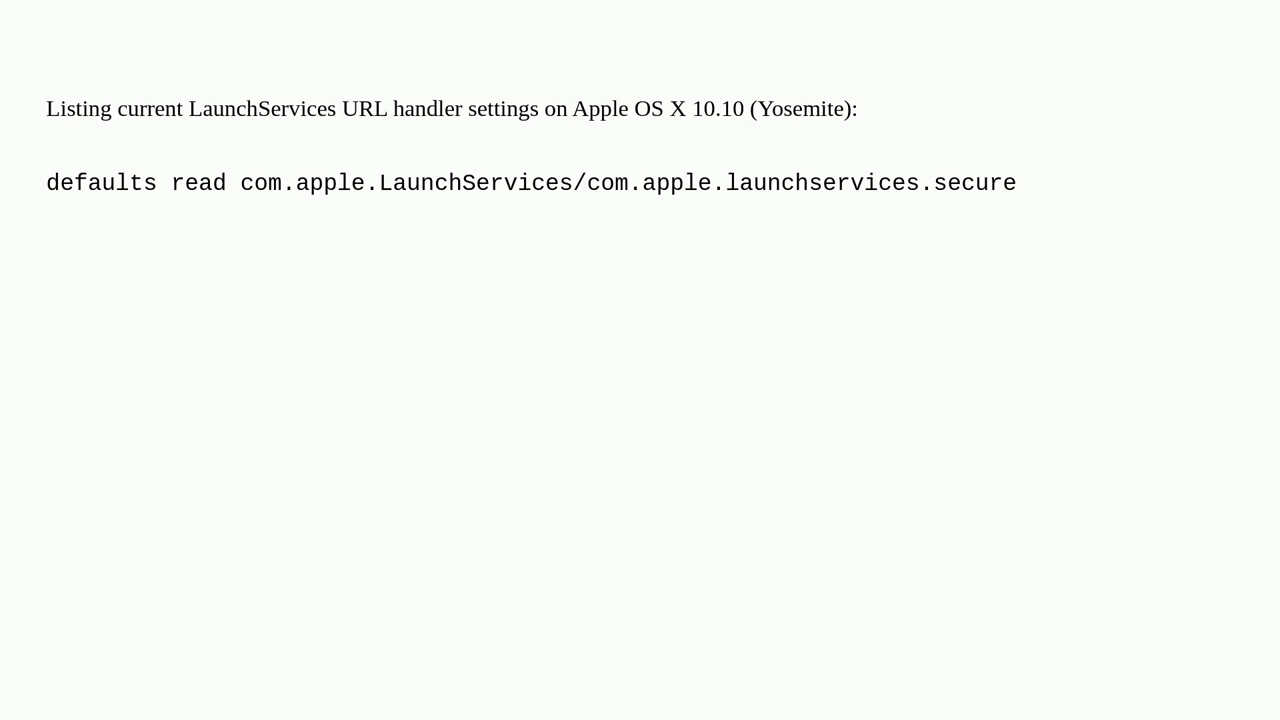 Listing current LaunchServices URL handler settings on Apple OS X 10.10 (Yosemite):
defaults read com.apple.LaunchServices/com.apple.launchservices.secure